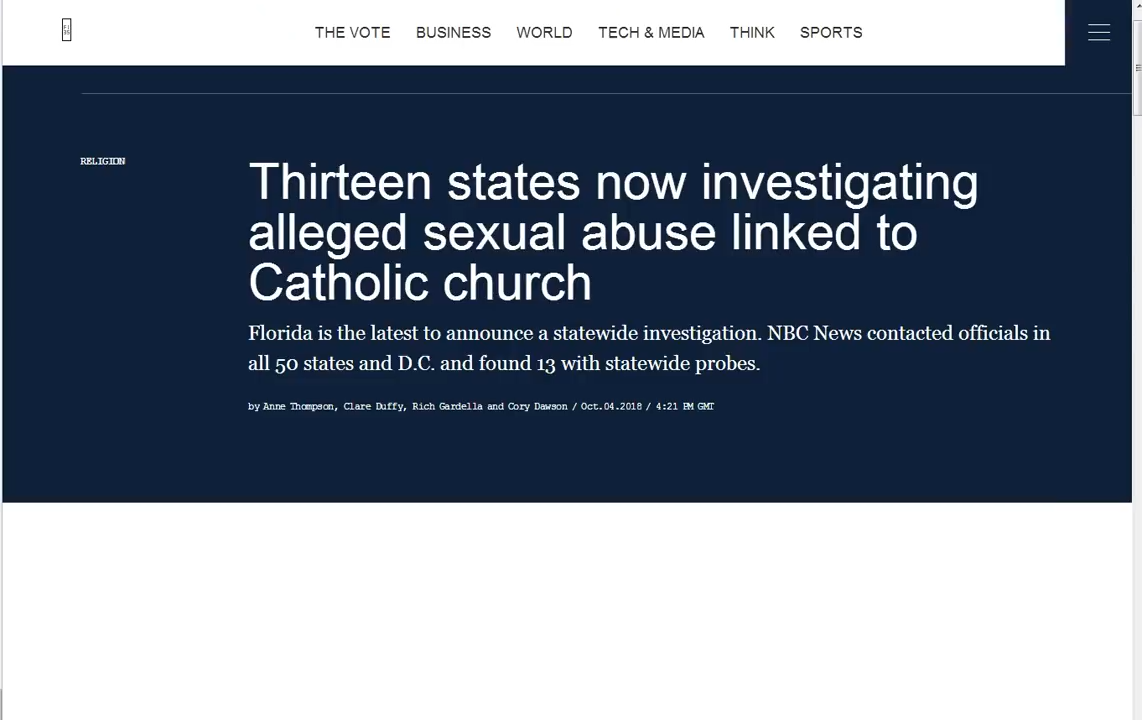 THE VOTE BUSINESS WORLD TECH & MEDIA THINK SPORTS
RELIGION
Thirteen states now investigating
alleged sexual abuse linked to
Catholic church
Florida is the latest to announce a statewide investigation. NBC News contacted officials in
all 50 states and D.C. and found 13 with statewide probes.
by Anne Thompson, Clare Duffy, Rich Gardella and Cory Dawson / Oct.04.2018 / 4:21 PM GMT